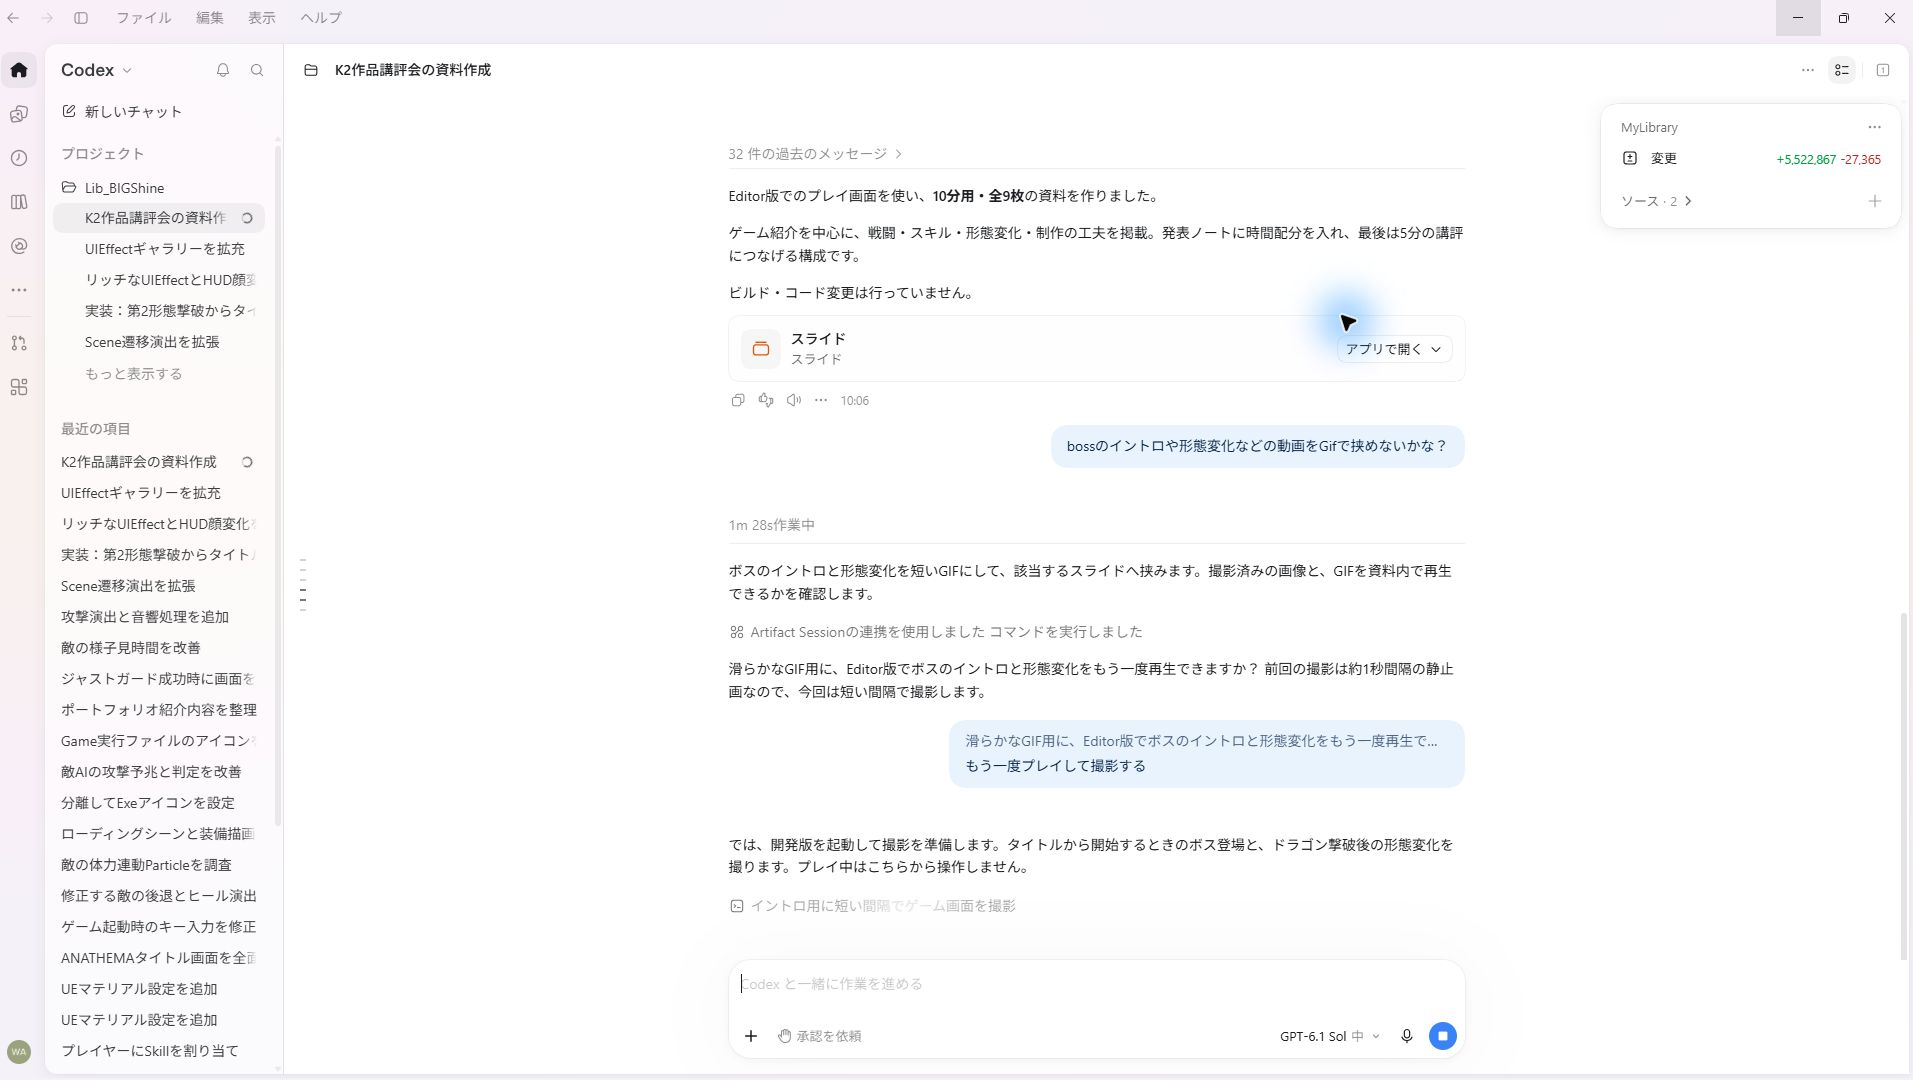 ファイル 編集 表示 ヘルプ
Codex
新しいチャット
プロジェクト
Lib_BIGShine
K2作品講評会の資料作
UIEffectギャラリーを拡充
リッチなUIEffectとHUD顔変
実装：第2形態撃破からタイ
Scene遷移演出を拡張
もっと表示する
最近の項目
K2作品講評会の資料作成
UIEffectギャラリーを拡充
リッチなUIEffectとHUD顔変化を
実装：第2形態撃破からタイトル
Scene遷移演出を拡張
攻撃演出と音響処理を追加
敵の様子見時間を改善
ジャストガード成功時に画面を
ポートフォリオ紹介内容を整理
Game実行ファイルのアイコンを
敵AIの攻撃予兆と判定を改善
分離してExeアイコンを設定
ローディングシーンと装備描画
敵の体力連動Particleを調査
修正する敵の後退とヒール演出
ゲーム起動時のキー入力を修正
ANATHEMAタイトル画面を全面
UEマテリアル設定を追加
UEマテリアル設定を追加
プレイヤーにSkillを割り当て
WA
K2作品講評会の資料作成
1
32 件の過去のメッセージ
Editor版でのプレイ画面を使い、10分用・全9枚の資料を作りました。
ゲーム紹介を中心に、戦闘・スキル・形態変化・制作の工夫を掲載。発表ノートに時間配分を入れ、最後は5分の講評
につなげる構成です。
ビルド・コード変更は行っていません。
スライド
スライド
アプリで開く
10:06
bossのイントロや形態変化などの動画をGifで挟めないかな？
1m 28s作業中
ボスのイントロと形態変化を短いGIFにして、該当するスライドへ挟みます。撮影済みの画像と、GIFを資料内で再生
できるかを確認します。
Artifact Sessionの連携を使用しました コマンドを実行しました
滑らかなGIF用に、Editor版でボスのイントロと形態変化をもう一度再生できますか？ 前回の撮影は約1秒間隔の静止
画なので、今回は短い間隔で撮影します。
滑らかなGIF用に、Editor版でボスのイントロと形態変化をもう一度再生で...
もう一度プレイして撮影する
では、開発版を起動して撮影を準備します。タイトルから開始するときのボス登場と、ドラゴン撃破後の形態変化を
撮ります。プレイ中はこちらから操作しません。
イントロ用に短い間隔でゲーム画面を撮影
Codex と一緒に作業を進める
承認を依頼
GPT-6.1 Sol 中
MyLibrary
変更 +5,522,867 -27,365
ソース · 2